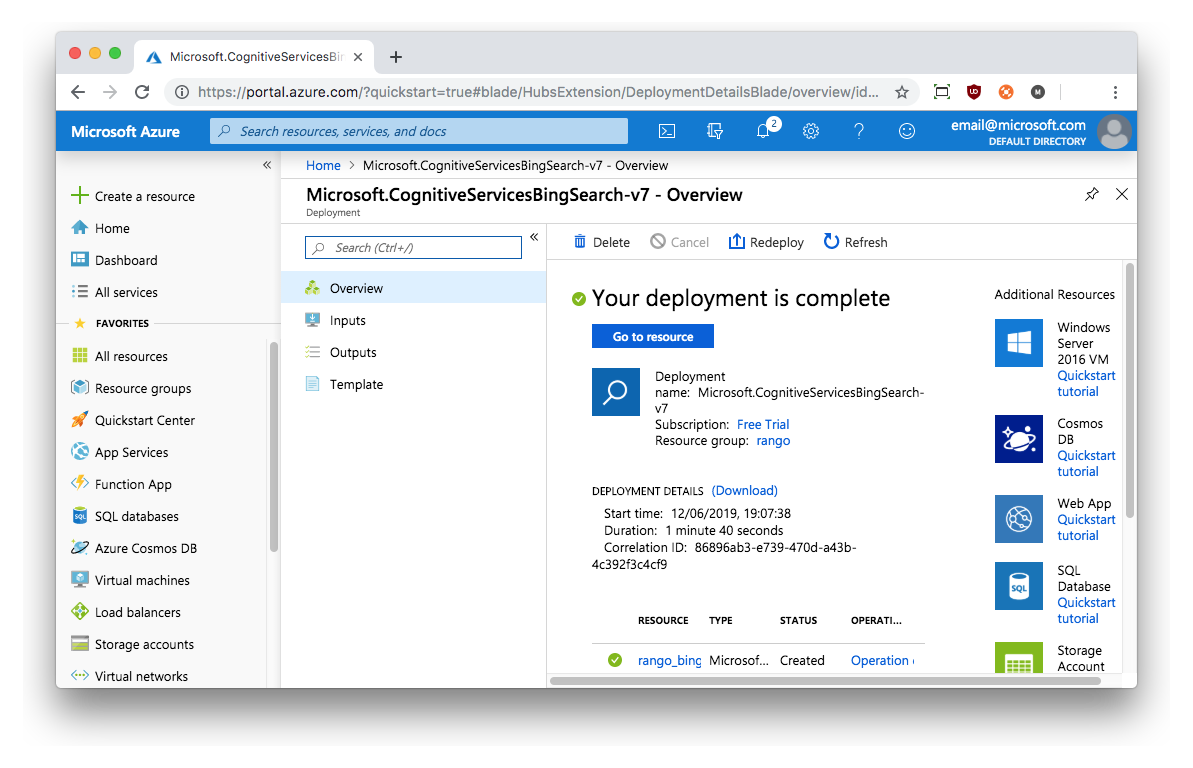 Microsoft.CognitiveServicesBin
https://portal.azure.com/?quickstart=true#blade/HubsExtension/DeploymentDetailsBlade/overview/id...
Microsoft Azure
Search resources, services, and docs
2
email@microsoft.com
DEFAULT DIRECTORY
Create a resource
Home
Dashboard
All services
FAVORITES
All resources
Resource groups
Quickstart Center
App Services
Function App
SQL databases
Azure Cosmos DB
Virtual machines
Load balancers
Storage accounts
Virtual networks
Home > Microsoft.CognitiveServicesBingSearch-v7 - Overview
Microsoft.CognitiveServicesBingSearch-v7 - Overview
Deployment
Search (Ctrl+/)
Overview
Inputs
Outputs
Template
Delete Cancel Redeploy Refresh
Your deployment is complete
Go to resource
Deployment
name: Microsoft.CognitiveServicesBingSearch-
v7
Subscription: Free Trial
Resource group: rango
DEPLOYMENT DETAILS (Download)
Start time: 12/06/2019, 19:07:38
Duration: 1 minute 40 seconds
Correlation ID: 86896ab3-e739-470d-a43b-
4c392f3c4cf9
RESOURCE TYPE STATUS OPERATI...
rango_bing Microsof... Created Operation
Additional Resources
Windows
Server
2016 VM
Quickstart
tutorial
Cosmos
DB
Quickstart
tutorial
Web App
Quickstart
tutorial
SQL
SQL
Database
Quickstart
tutorial
Storage
Account